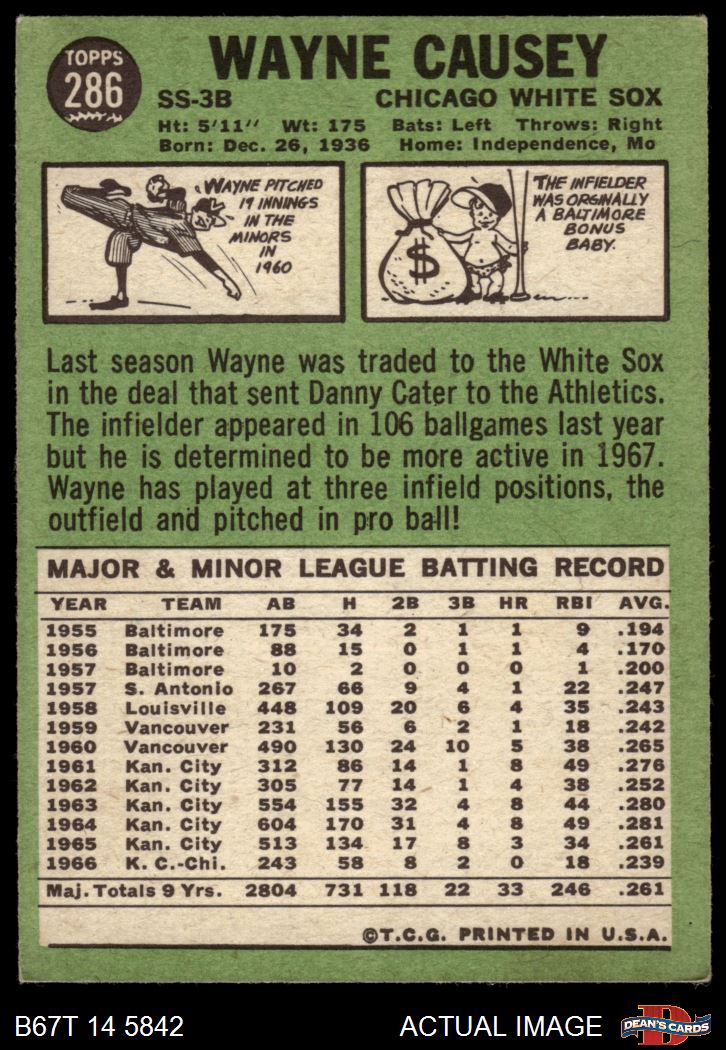 TOPPS
286
WAYNE CAUSEY
SS-3B CHICAGO WHITE SOX
Ht: 5'11" Wt: 175 Bats: Left Throws: Right
Born: Dec. 26, 1936 Home: Independence, Mo
WAYNE PITCHED
19 INNINGS
IN THE
MINORS
IN
1960
$
THE INFIELDER
WAS ORGINALLY
A BALTIMORE
BONUS
BABY.
Last season Wayne was traded to the White Sox
in the deal that sent Danny Cater to the Athletics.
The infielder appeared in 106 ballgames last year
but he is determined to be more active in 1967.
Wayne has played at three infield positions, the
outfield and pitched in pro ball!
MAJOR & MINOR LEAGUE BATTING RECORD
YEAR TEAM AB H 2B 3B HR RBI AVG.
1955 Baltimore 175 34 2 1 1 9 .194
1956 Baltimore 88 15 0 1 1 4 .170
1957 Baltimore 10 2 0 0 0 1 .200
1957 S. Antonio 267 66 9 4 1 22 .247
1958 Louisville 448 109 20 6 4 35 .243
1959 Vancouver 231 56 6 2 1 18 .242
1960 Vancouver 490 130 24 10 5 38 .265
1961 Kan. City 312 86 14 1 8 49 .276
1962 Kan. City 305 77 14 1 4 38 .252
1963 Kan. City 554 155 32 4 8 44 .280
1964 Kan. City 604 170 31 4 8 49 .281
1965 Kan. City 513 134 17 8 3 34 .261
1966 K. C.-Chi. 243 58 8 2 0 18 .239
Maj. Totals 9 Yrs. 2804 731 118 22 33 246 .261
©T.C.G. PRINTED IN U.S.A.
B67T 14 5842 ACTUAL IMAGE
D
DEAN'S CARDS